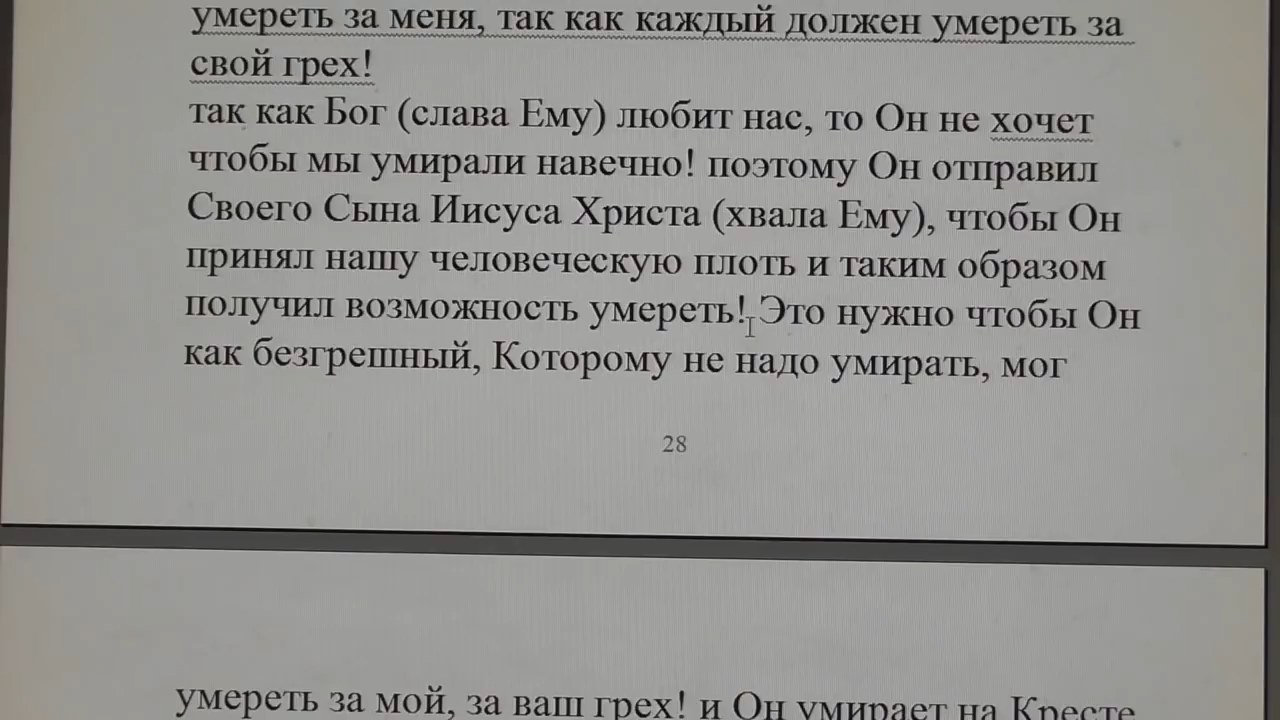 умереть за меня, так как каждый должен умереть за
свой грех!
так как Бог (слава Ему) любит нас, то Он не хочет
чтобы мы умирали навечно! поэтому Он отправил
Своего Сына Иисуса Христа (хвала Ему), чтобы Он
принял нашу человеческую плоть и таким образом
получил возможность умереть! Это нужно чтобы Он
как безгрешный, Которому не надо умирать, мог
28
умереть за мой, за ваш грех! и Он умирает на Кресте